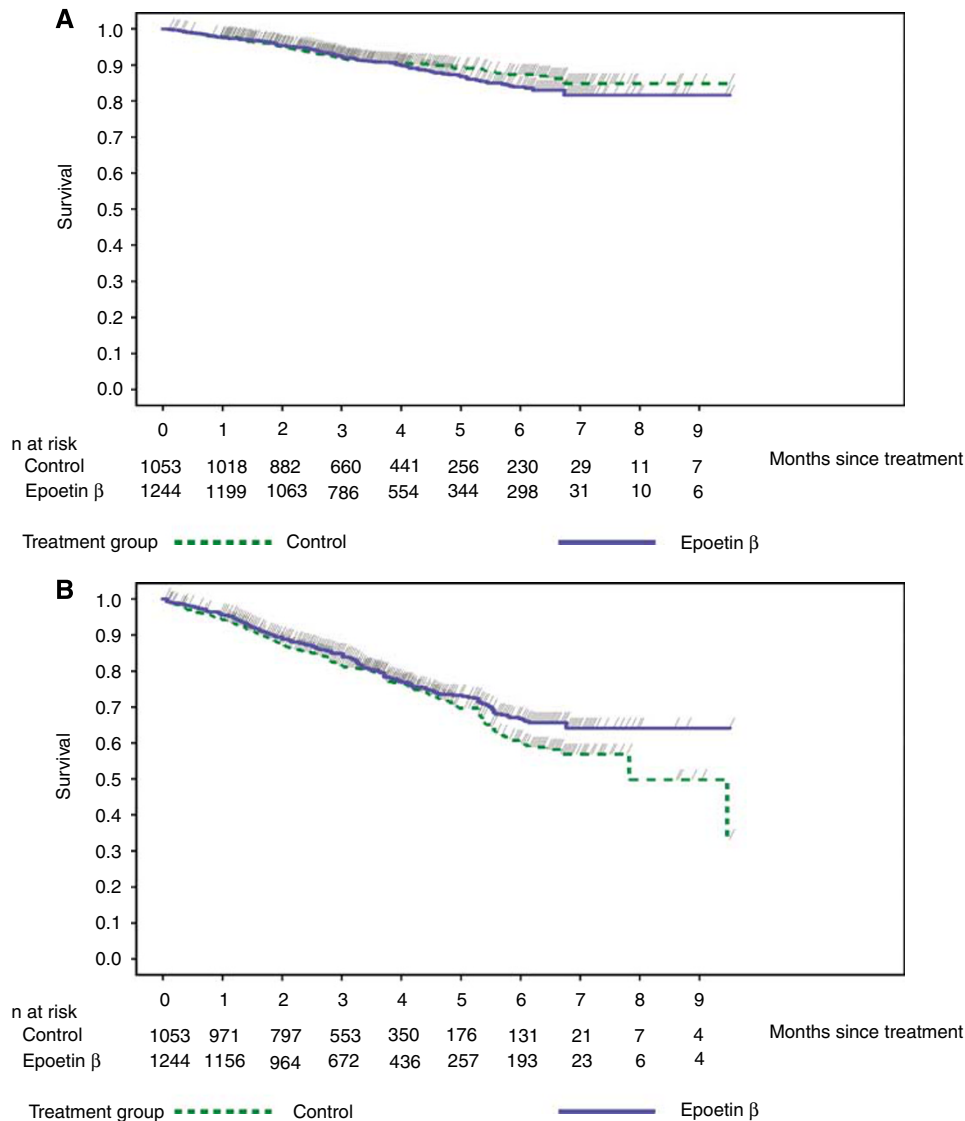 A
1.0
0.9
0.8
0.7
0.6
0.5
0.4
0.3
0.2
0.1
0.0
Survival
0 1 2 3 4 5 6 7 8 9
n at risk
Months since treatment
Control 1053 1018 882 660 441 256 230 29 11 7
Epoetin β 1244 1199 1063 786 554 344 298 31 10 6
Treatment group Control Epoetin β
B
1.0
0.9
0.8
0.7
0.6
0.5
0.4
0.3
0.2
0.1
0.0
Survival
0 1 2 3 4 5 6 7 8 9
n at risk
Control 1053 971 797 553 350 176 131 21 7 4 Months since treatment
Epoetin β 1244 1156 964 672 436 257 193 23 6 4
Treatment group Control Epoetin β